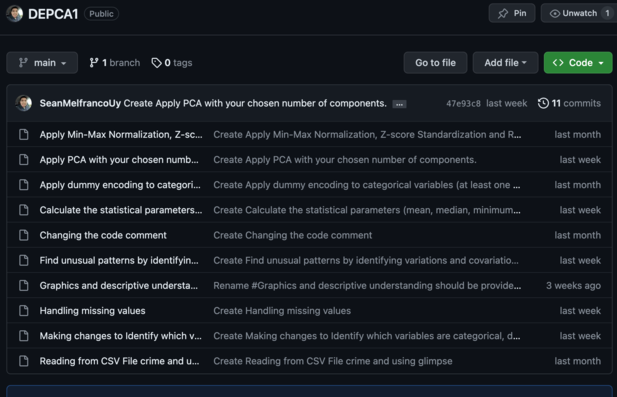 DEPCA1 Public Pin Unwatch 1
main 1 branch 0 tags Go to file Add file <> Code
SeanMelfrancoUy Create Apply PCA with your chosen number of components. ... 47e93c8 last week 11 commits
Apply Min-Max Normalization, Z-sc... Create Apply Min-Max Normalization, Z-score Standardization and R... last month
Apply PCA with your chosen numb... Create Apply PCA with your chosen number of components. last week
Apply dummy encoding to categori... Create Apply dummy encoding to categorical variables (at least one ... last month
Calculate the statistical parameters... Create Calculate the statistical parameters (mean, median, minimum... last week
Changing the code comment Create Changing the code comment last month
Find unusual patterns by identifyin... Create Find unusual patterns by identifying variations and covariatio... last week
Graphics and descriptive understa... Rename #Graphics and descriptive understanding should be provide... 3 weeks ago
Handling missing values Create Handling missing values last week
Making changes to Identify which v... Create Making changes to Identify which variables are categorical, d... last week
Reading from CSV File crime and u... Create Reading from CSV File crime and using glimpse last month